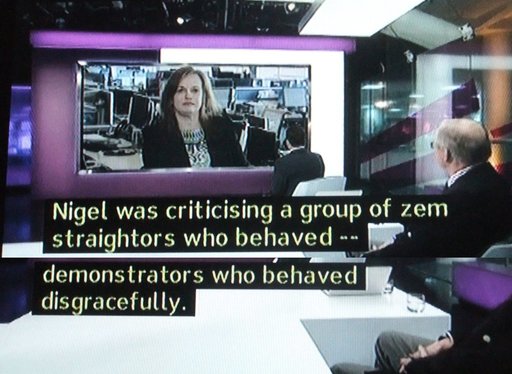 Nigel was criticising a group of zem
straightors who behaved --
demonstrators who behaved
disgracefully.